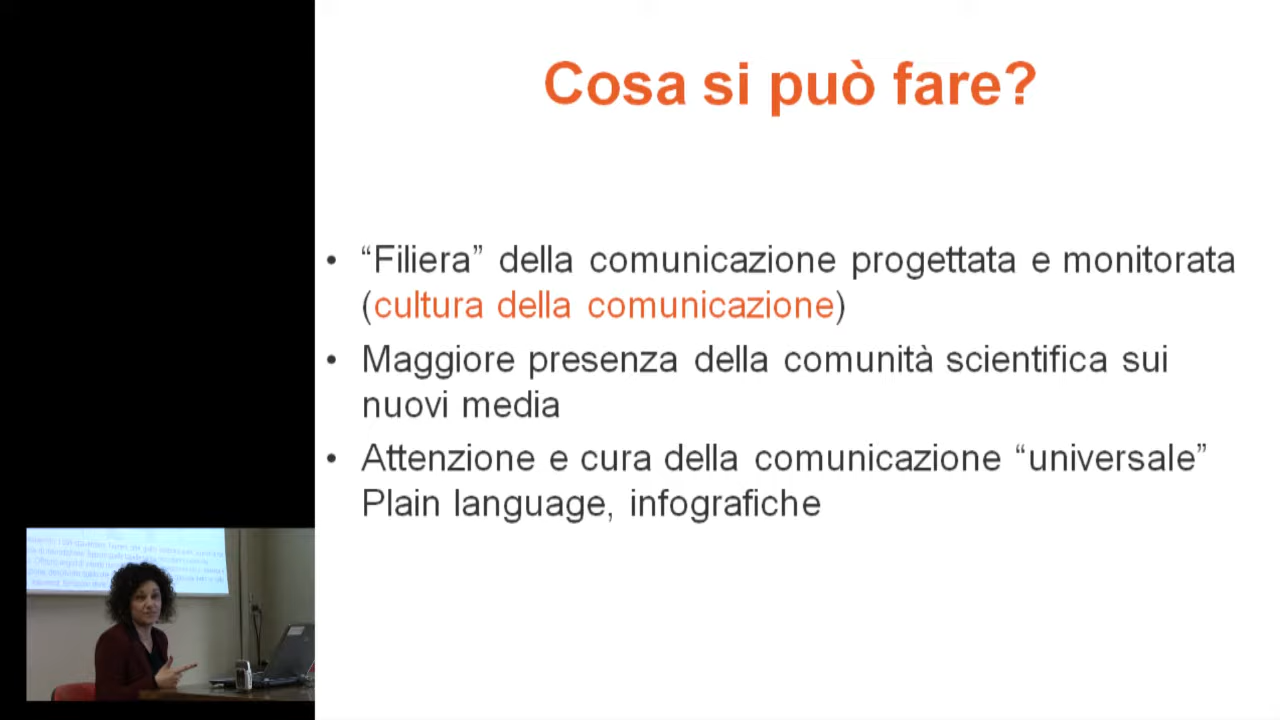 Cosa si può fare?
• “Filiera” della comunicazione progettata e monitorata
(cultura della comunicazione)
• Maggiore presenza della comunità scientifica sui
nuovi media
• Attenzione e cura della comunicazione “universale”
Plain language, infografiche